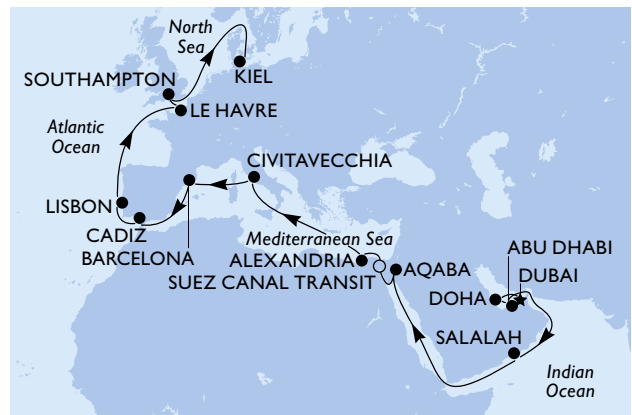 North
Sea
SOUTHAMPTON
KIEL
LE HAVRE
Atlantic
Ocean
CIVITAVECCHIA
LISBON
CADIZ
BARCELONA
Mediterranean Sea
ALEXANDRIA
SUEZ CANAL TRANSIT
AQABA
ABU DHABI
DUBAI
DOHA
SALALAH
Indian
Ocean